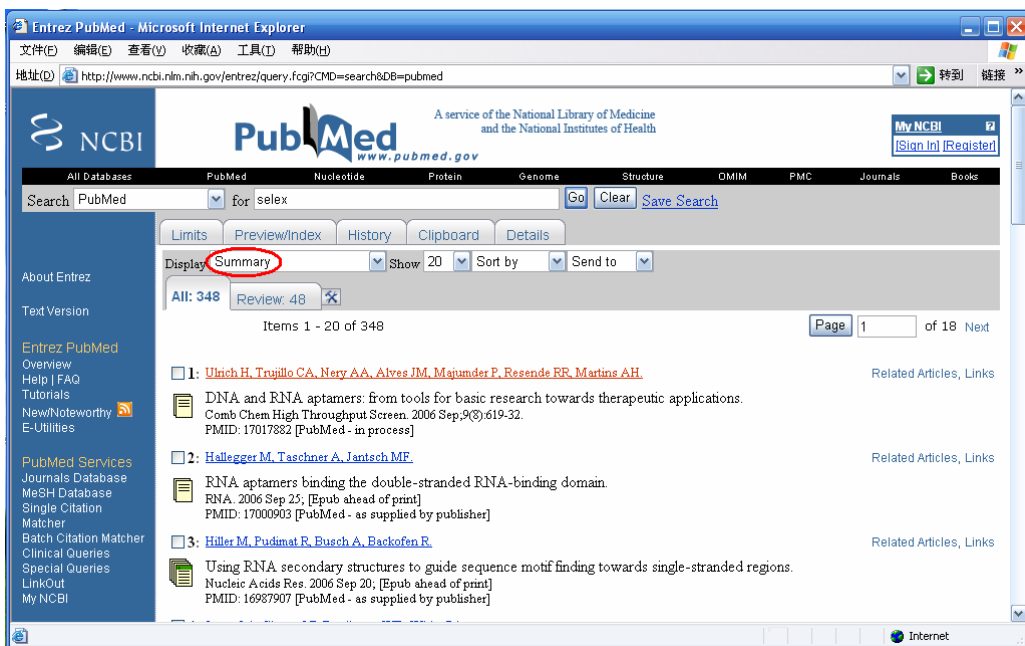 Entrez PubMed - Microsoft Internet Explorer
文件(F) 编辑(E) 查看(V) 收藏(A) 工具(T) 帮助(H)
地址(D) http://www.ncbi.nlm.nih.gov/entrez/query.fcgi?CMD=search&DB=pubmed 转到 链接 »
NCBI
PubMed
www.pubmed.gov
A service of the National Library of Medicine
and the National Institutes of Health
My NCBI ?
[Sign In] [Register]
All Databases PubMed Nucleotide Protein Genome Structure OMIM PMC Journals Books
Search PubMed for selex Go Clear Save Search
Limits Preview/Index History Clipboard Details
Display Summary Show 20 Sort by Send to
All: 348 Review: 48
Items 1 - 20 of 348 Page 1 of 18 Next
About Entrez
Text Version
Entrez PubMed
Overview
Help | FAQ
Tutorials
New/Noteworthy
E-Utilities
PubMed Services
Journals Database
MeSH Database
Single Citation
Matcher
Batch Citation Matcher
Clinical Queries
Special Queries
LinkOut
My NCBI
1: Ulrich H, Trujillo CA, Nery AA, Alves JM, Majumder P, Resende RR, Martins AH. Related Articles, Links
DNA and RNA aptamers: from tools for basic research towards therapeutic applications.
Comb Chem High Throughput Screen. 2006 Sep;9(8):619-32.
PMID: 17017882 [PubMed - in process]
2: Hallegger M, Taschner A, Jantsch MF. Related Articles, Links
RNA aptamers binding the double-stranded RNA-binding domain.
RNA. 2006 Sep 25; [Epub ahead of print]
PMID: 17000903 [PubMed - as supplied by publisher]
3: Hiller M, Pudimat R, Busch A, Backofen R. Related Articles, Links
Using RNA secondary structures to guide sequence motif finding towards single-stranded regions.
Nucleic Acids Res. 2006 Sep 20; [Epub ahead of print]
PMID: 16987907 [PubMed - as supplied by publisher]
Internet